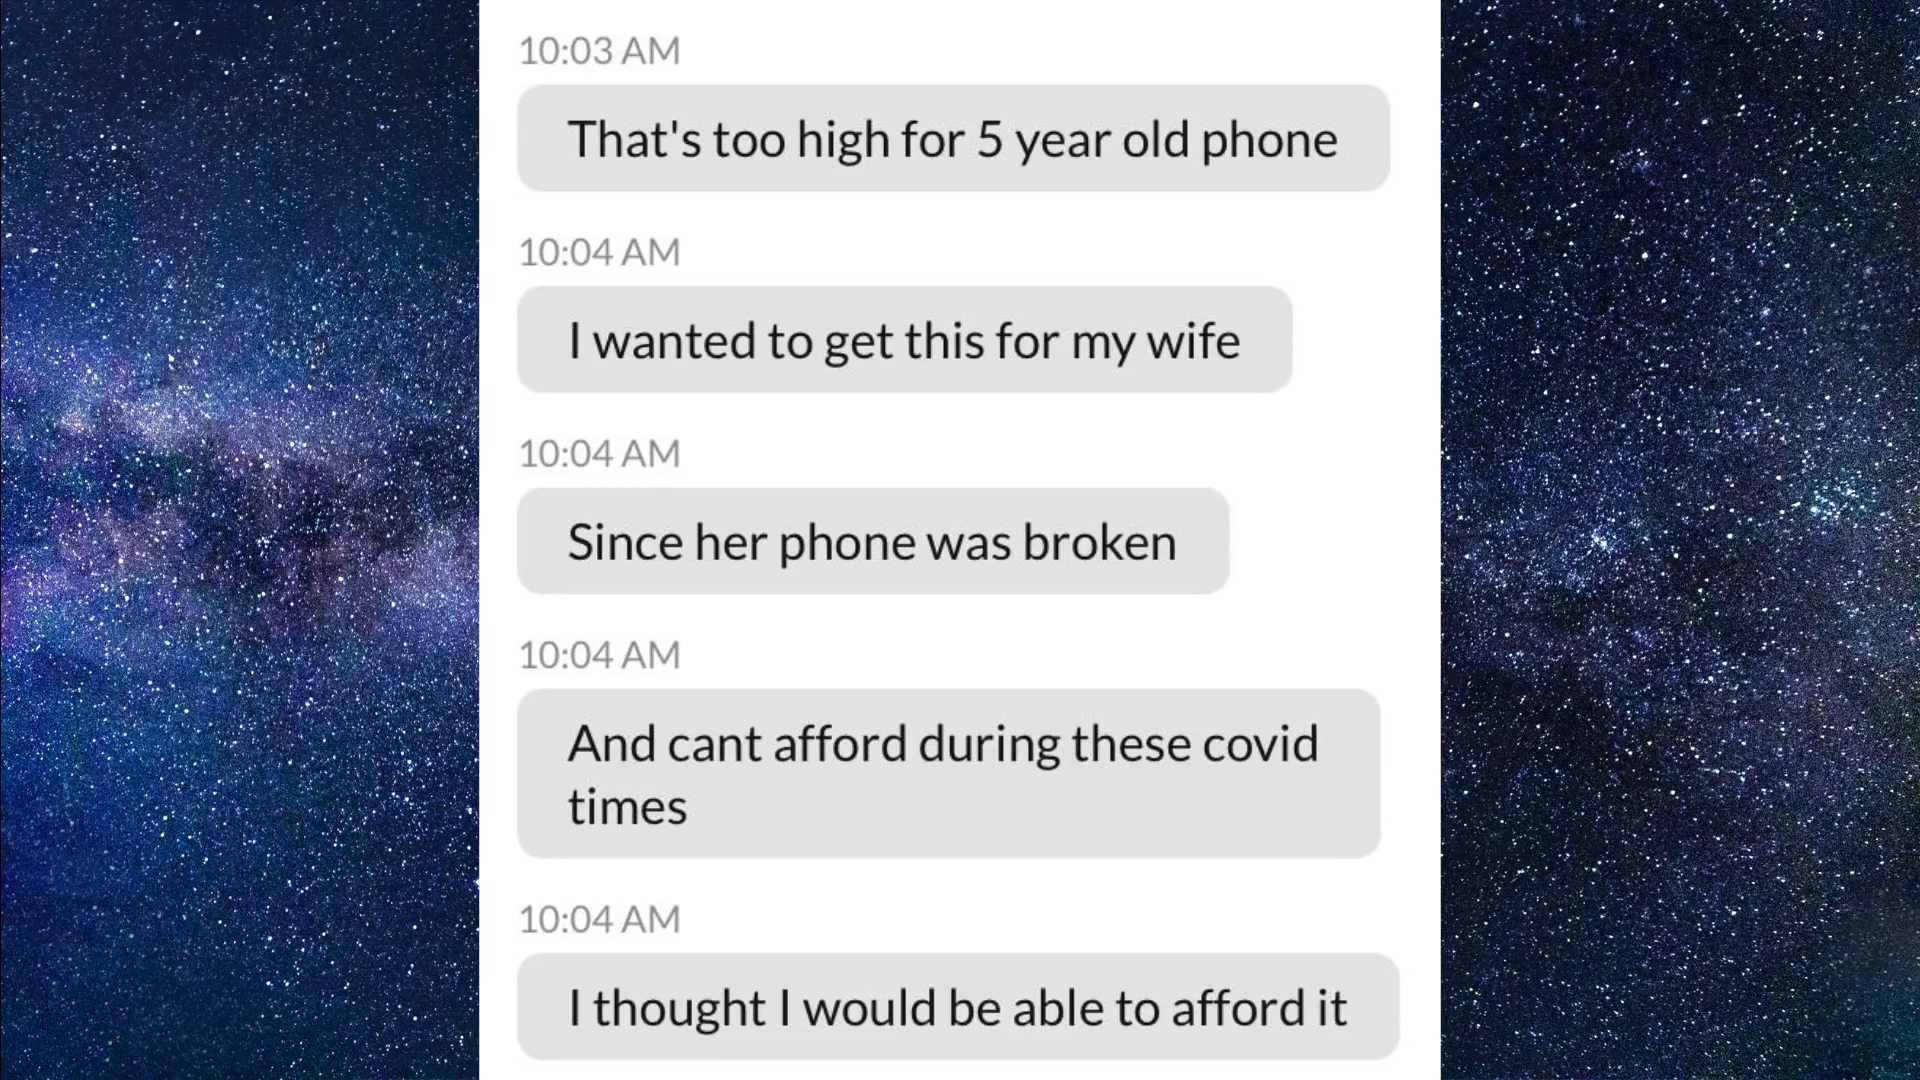 10:03 AM
That's too high for 5 year old phone
10:04 AM
I wanted to get this for my wife
10:04 AM
Since her phone was broken
10:04 AM
And cant afford during these covid
times
10:04 AM
I thought I would be able to afford it